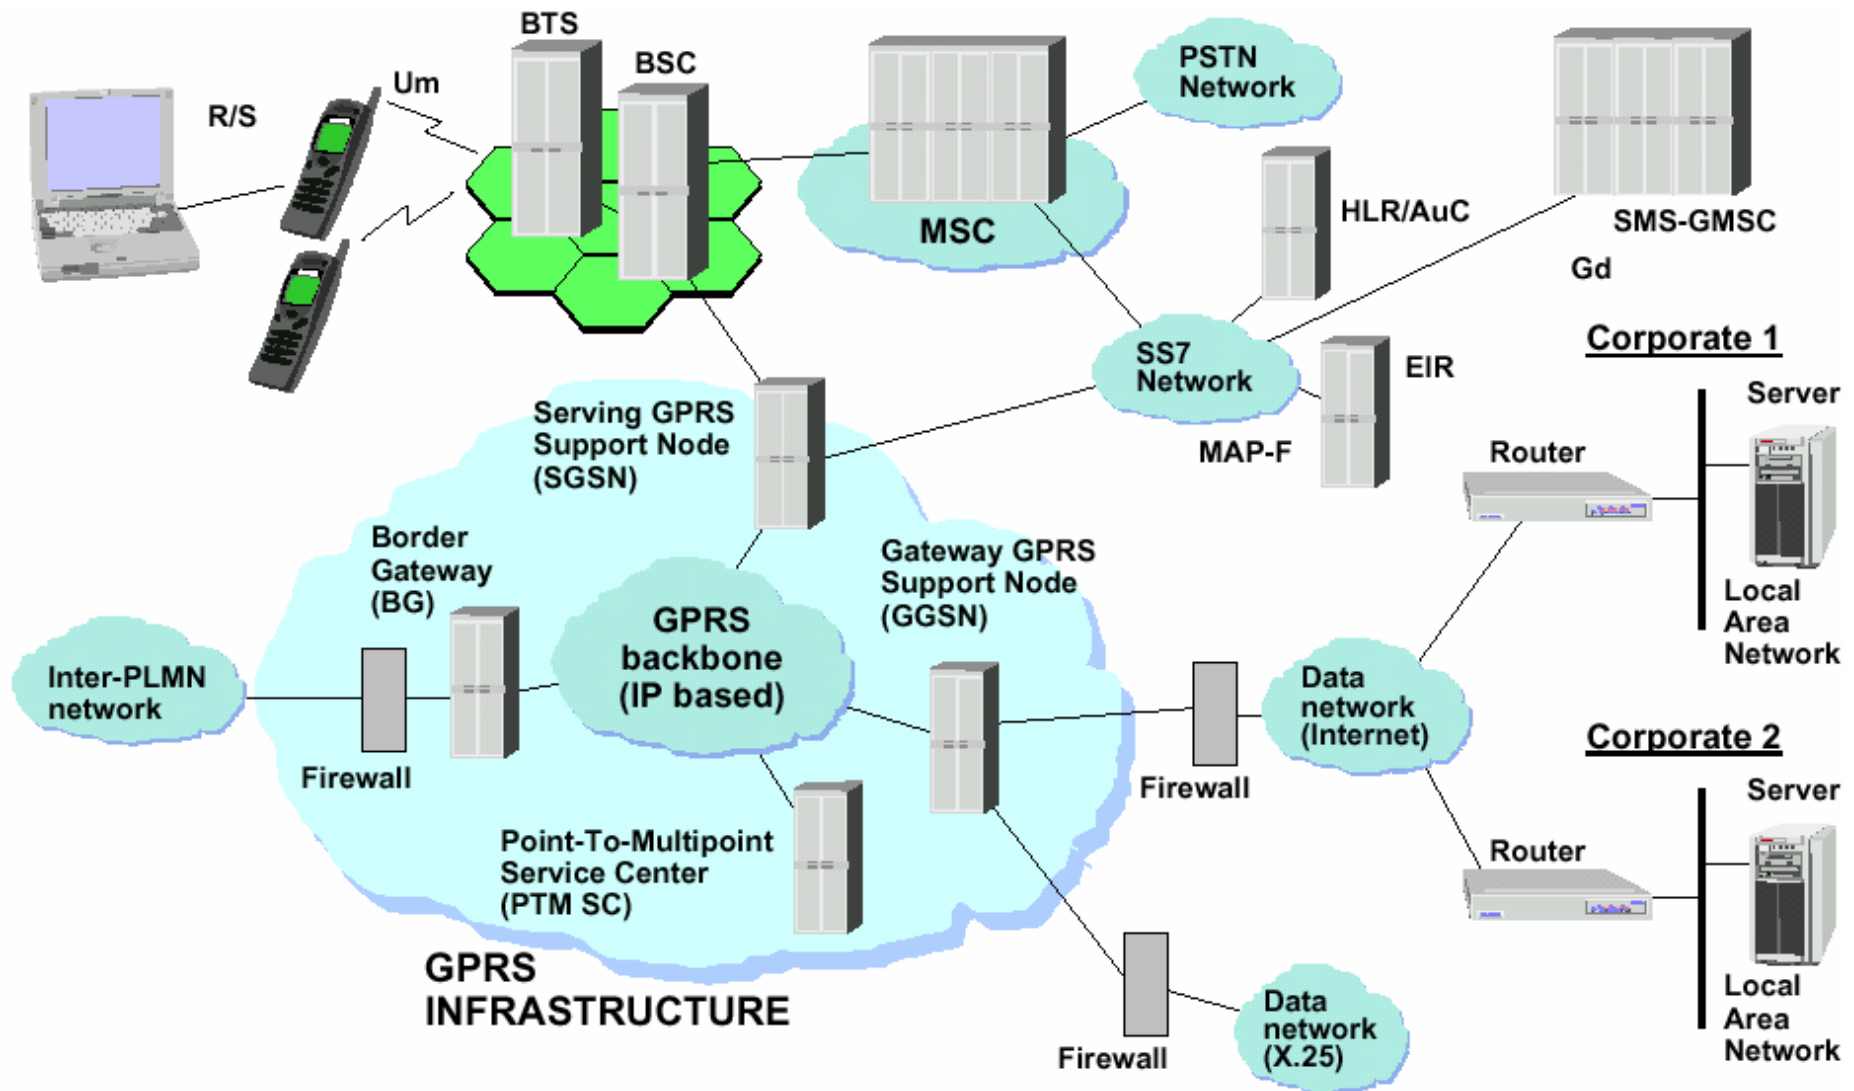 BTS
BSC
Um
R/S
PSTN
Network
MSC
HLR/AuC
SMS-GMSC
Gd
SS7
Network
EIR
MAP-F
Corporate 1
Server
Router
Local
Area
Network
Serving GPRS
Support Node
(SGSN)
Border
Gateway
(BG)
Gateway GPRS
Support Node
(GGSN)
GPRS
backbone
(IP based)
Inter-PLMN
network
Firewall
Data
network
(Internet)
Firewall
Corporate 2
Server
Router
Local
Area
Network
Point-To-Multipoint
Service Center
(PTM SC)
GPRS
INFRASTRUCTURE
Firewall
Data
network
(X.25)